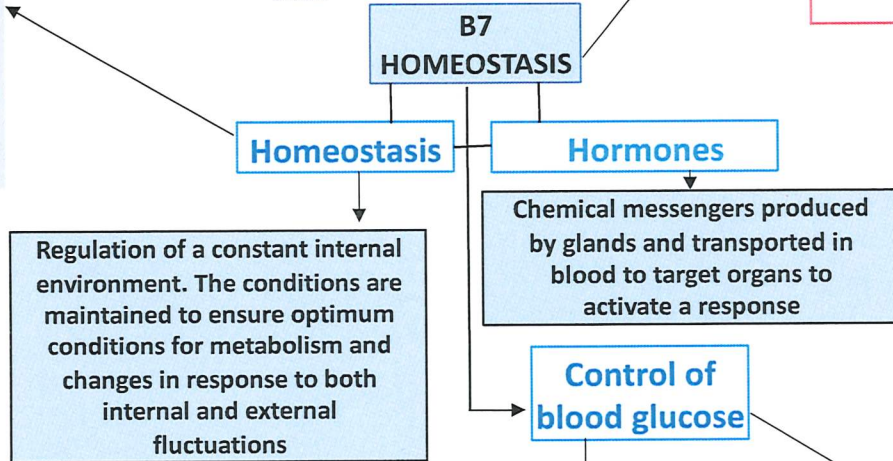 B7
HOMEOSTASIS
Homeostasis
Hormones
Regulation of a constant internal
environment. The conditions are
maintained to ensure optimum
conditions for metabolism and
changes in response to both
internal and external
fluctuations
Chemical messengers produced
by glands and transported in
blood to target organs to
activate a response
Control of
blood glucose